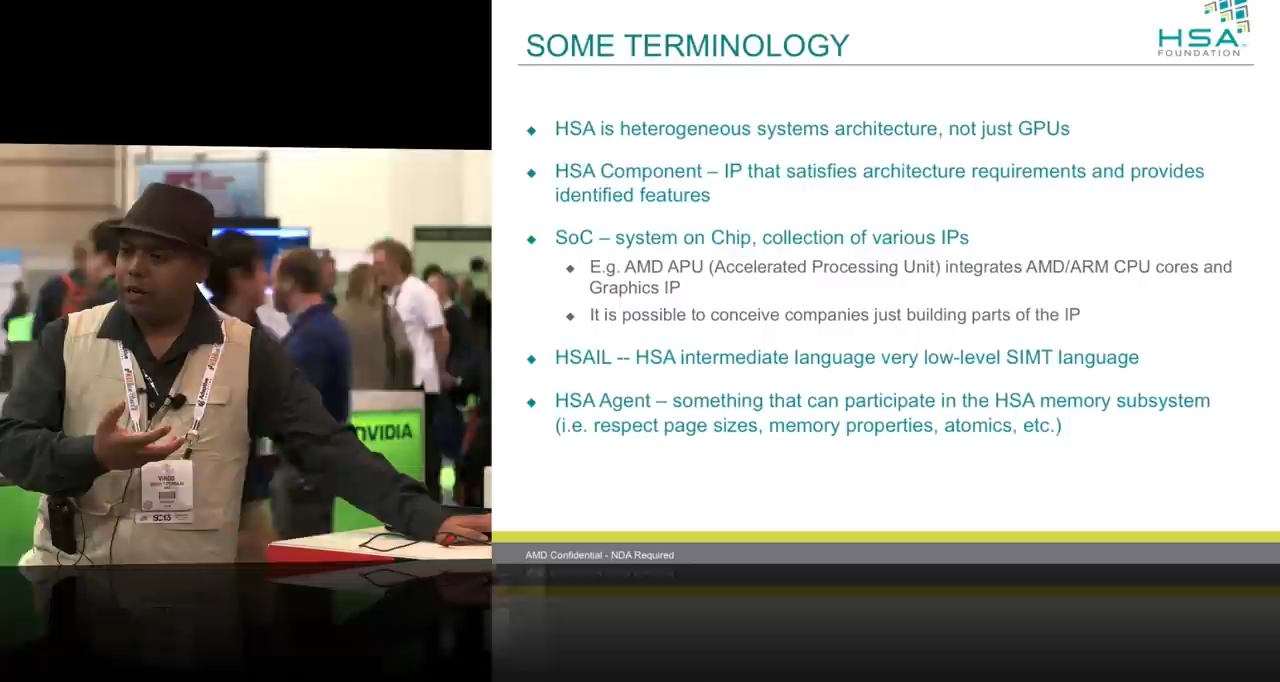 SOME TERMINOLOGY
HSA
FOUNDATION
HSA is heterogeneous systems architecture, not just GPUs
HSA Component – IP that satisfies architecture requirements and provides
identified features
SoC – system on Chip, collection of various IPs
E.g. AMD APU (Accelerated Processing Unit) integrates AMD/ARM CPU cores and
Graphics IP
It is possible to conceive companies just building parts of the IP
HSAIL -- HSA intermediate language very low-level SIMT language
HSA Agent – something that can participate in the HSA memory subsystem
(i.e. respect page sizes, memory properties, atomics, etc.)
AMD Confidential - NDA Required
NVIDIA
SC13